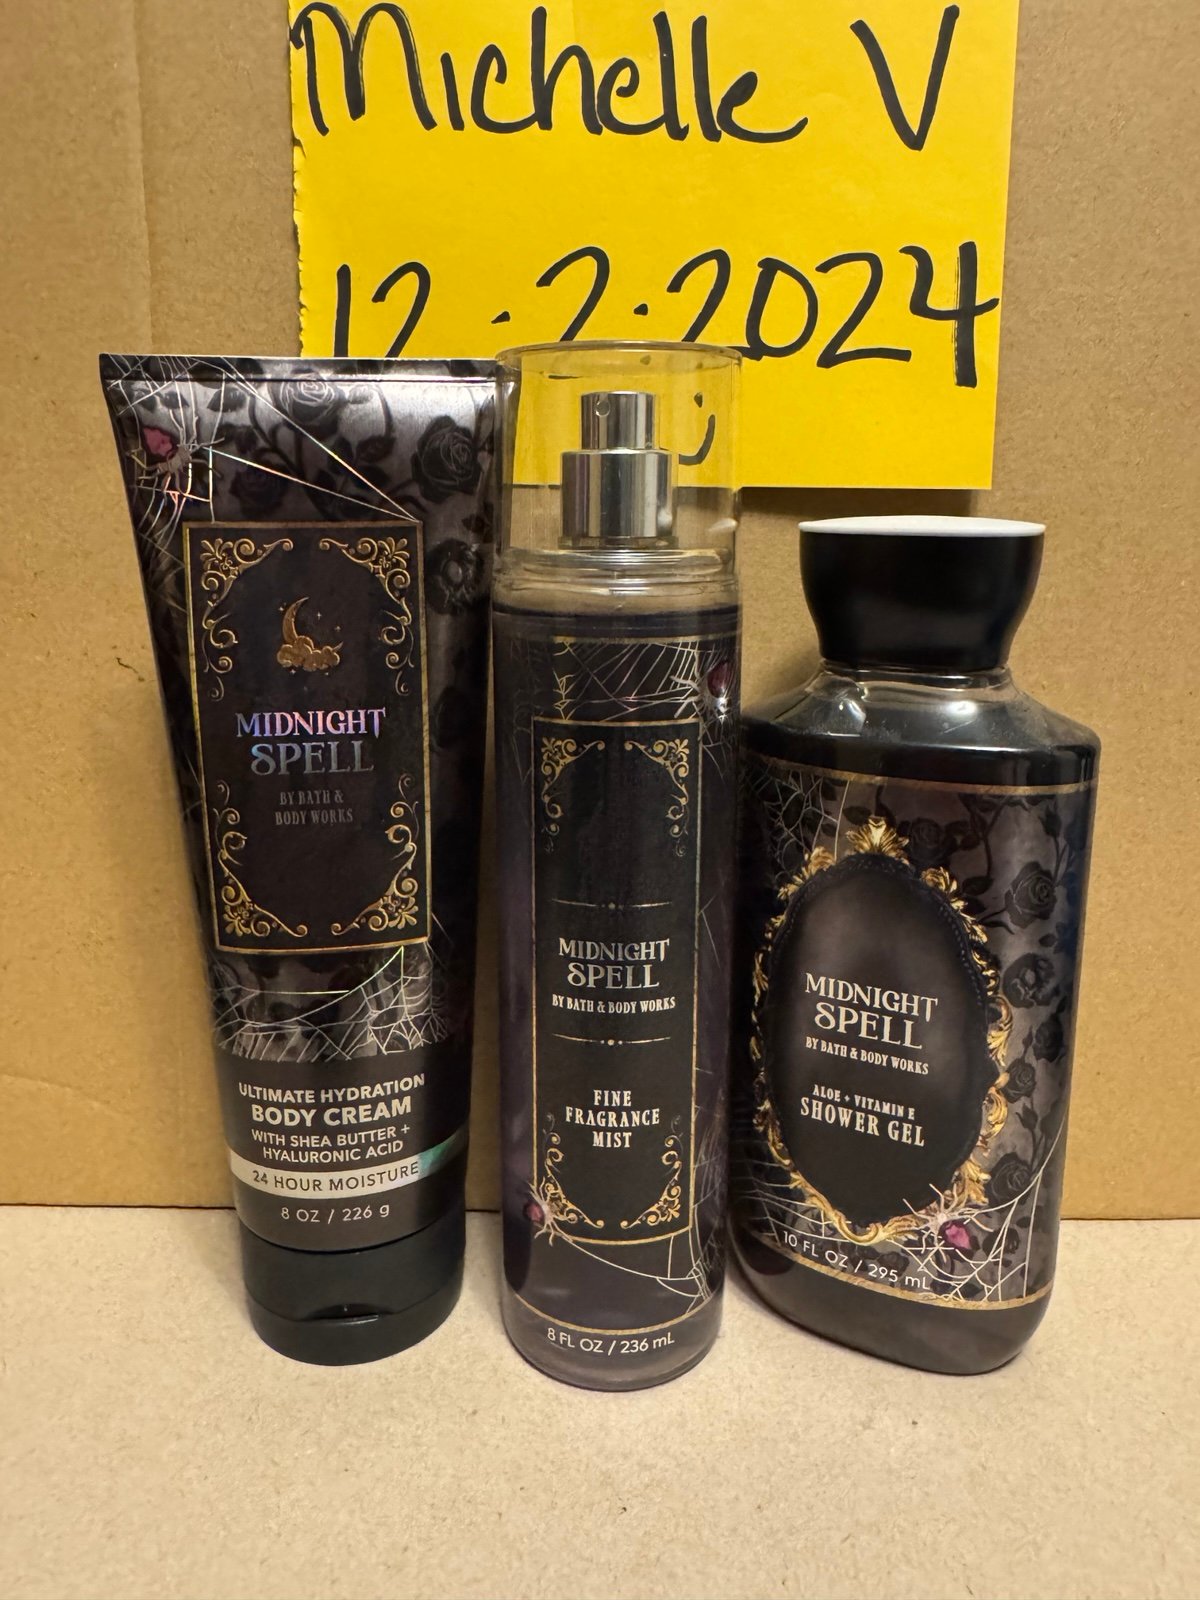 Michelle V
12.2.2024
MIDNIGHT
SPELL
BY BATH &
BODY WORKS
ULTIMATE HYDRATION
BODY CREAM
WITH SHEA BUTTER +
HYALURONIC ACID
24 HOUR MOISTURE
8 OZ / 226 g
MIDNIGHT
SPELL
BY BATH & BODY WORKS
FINE
FRAGRANCE
MIST
8 FL OZ / 236 mL
MIDNIGHT
SPELL
BY BATH & BODY WORKS
ALOE + VITAMIN E
SHOWER GEL
10 FL OZ / 295 mL